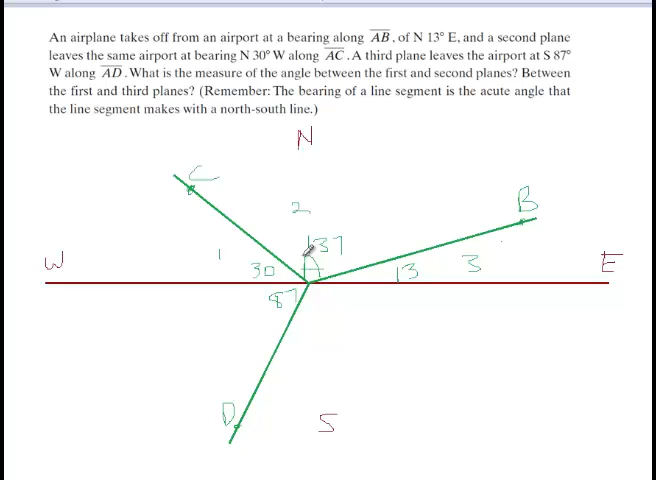 An airplane takes off from an airport at a bearing along AB, of N 13° E, and a second plane
leaves the same airport at bearing N 30° W along AC. A third plane leaves the airport at S 87°
W along AD. What is the measure of the angle between the first and second planes? Between
the first and third planes? (Remember: The bearing of a line segment is the acute angle that
the line segment makes with a north-south line.)
N
C
2
B
137
W
1
30
A
13
3
E
87
D
S